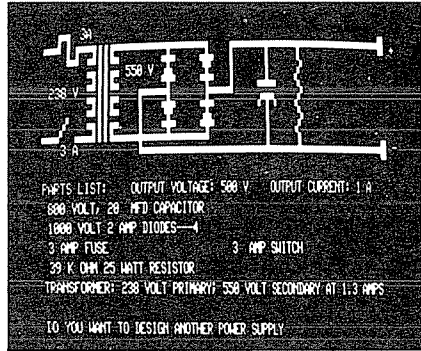 3A
550 V
238 V
3 A
+
-
PARTS LIST: OUTPUT VOLTAGE: 500 V OUTPUT CURRENT: 1 A
800 VOLT, 20 MFD CAPACITOR
1000 VOLT 2 AMP DIODES—4
3 AMP FUSE 3 AMP SWITCH
39 K OHM 25 WATT RESISTOR
TRANSFORMER: 238 VOLT PRIMARY; 550 VOLT SECONDARY AT 1.3 AMPS
DO YOU WANT TO DESIGN ANOTHER POWER SUPPLY